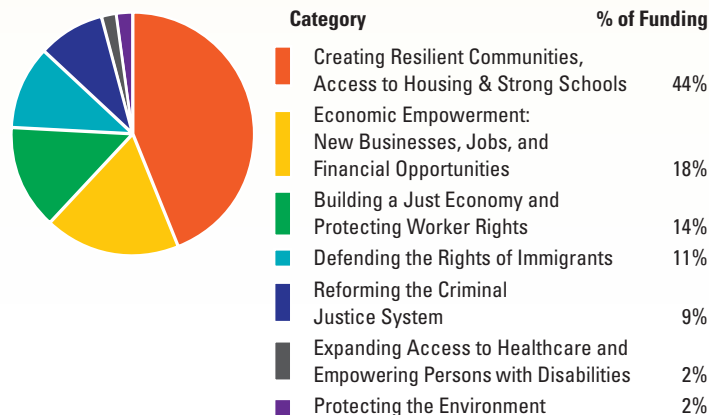 Category % of Funding
Creating Resilient Communities,
Access to Housing & Strong Schools 44%
Economic Empowerment:
New Businesses, Jobs, and
Financial Opportunities 18%
Building a Just Economy and
Protecting Worker Rights 14%
Defending the Rights of Immigrants 11%
Reforming the Criminal
Justice System 9%
Expanding Access to Healthcare and
Empowering Persons with Disabilities 2%
Protecting the Environment 2%